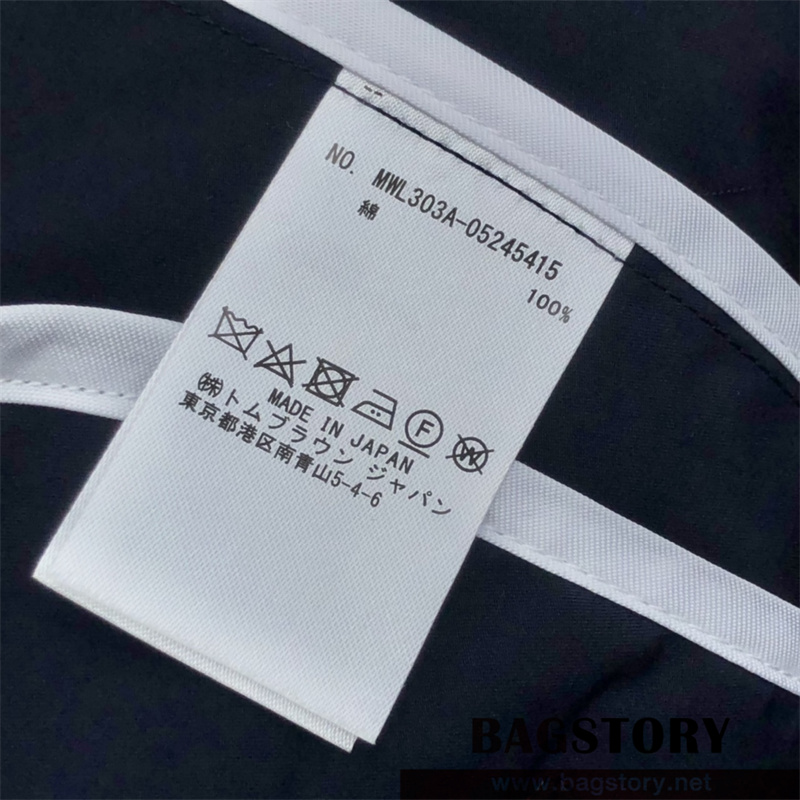 NO. MWL303A-05245415
綿
100%
MADE IN JAPAN
㈱トムブラウン ジャパン
東京都港区南青山5-4-6
BAGSTORY
www.bagstory.net